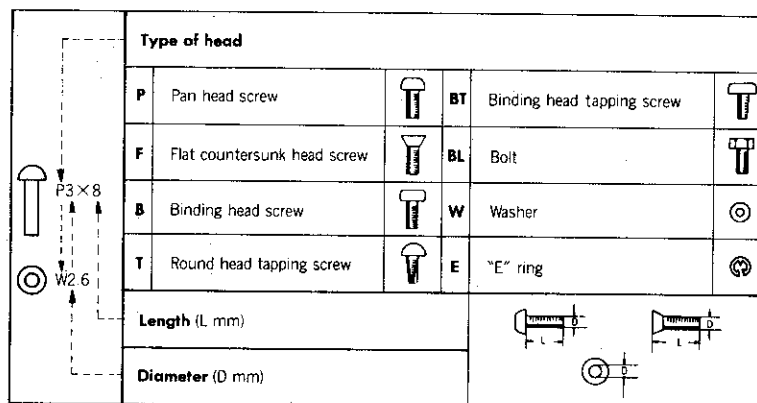 Type of head
P Pan head screw BT Binding head tapping screw
F Flat countersunk head screw BL Bolt
P3×8
B Binding head screw W Washer
T Round head tapping screw E "E" ring
W2.6
Length (L mm)
D D
L L
Diameter (D mm)
D